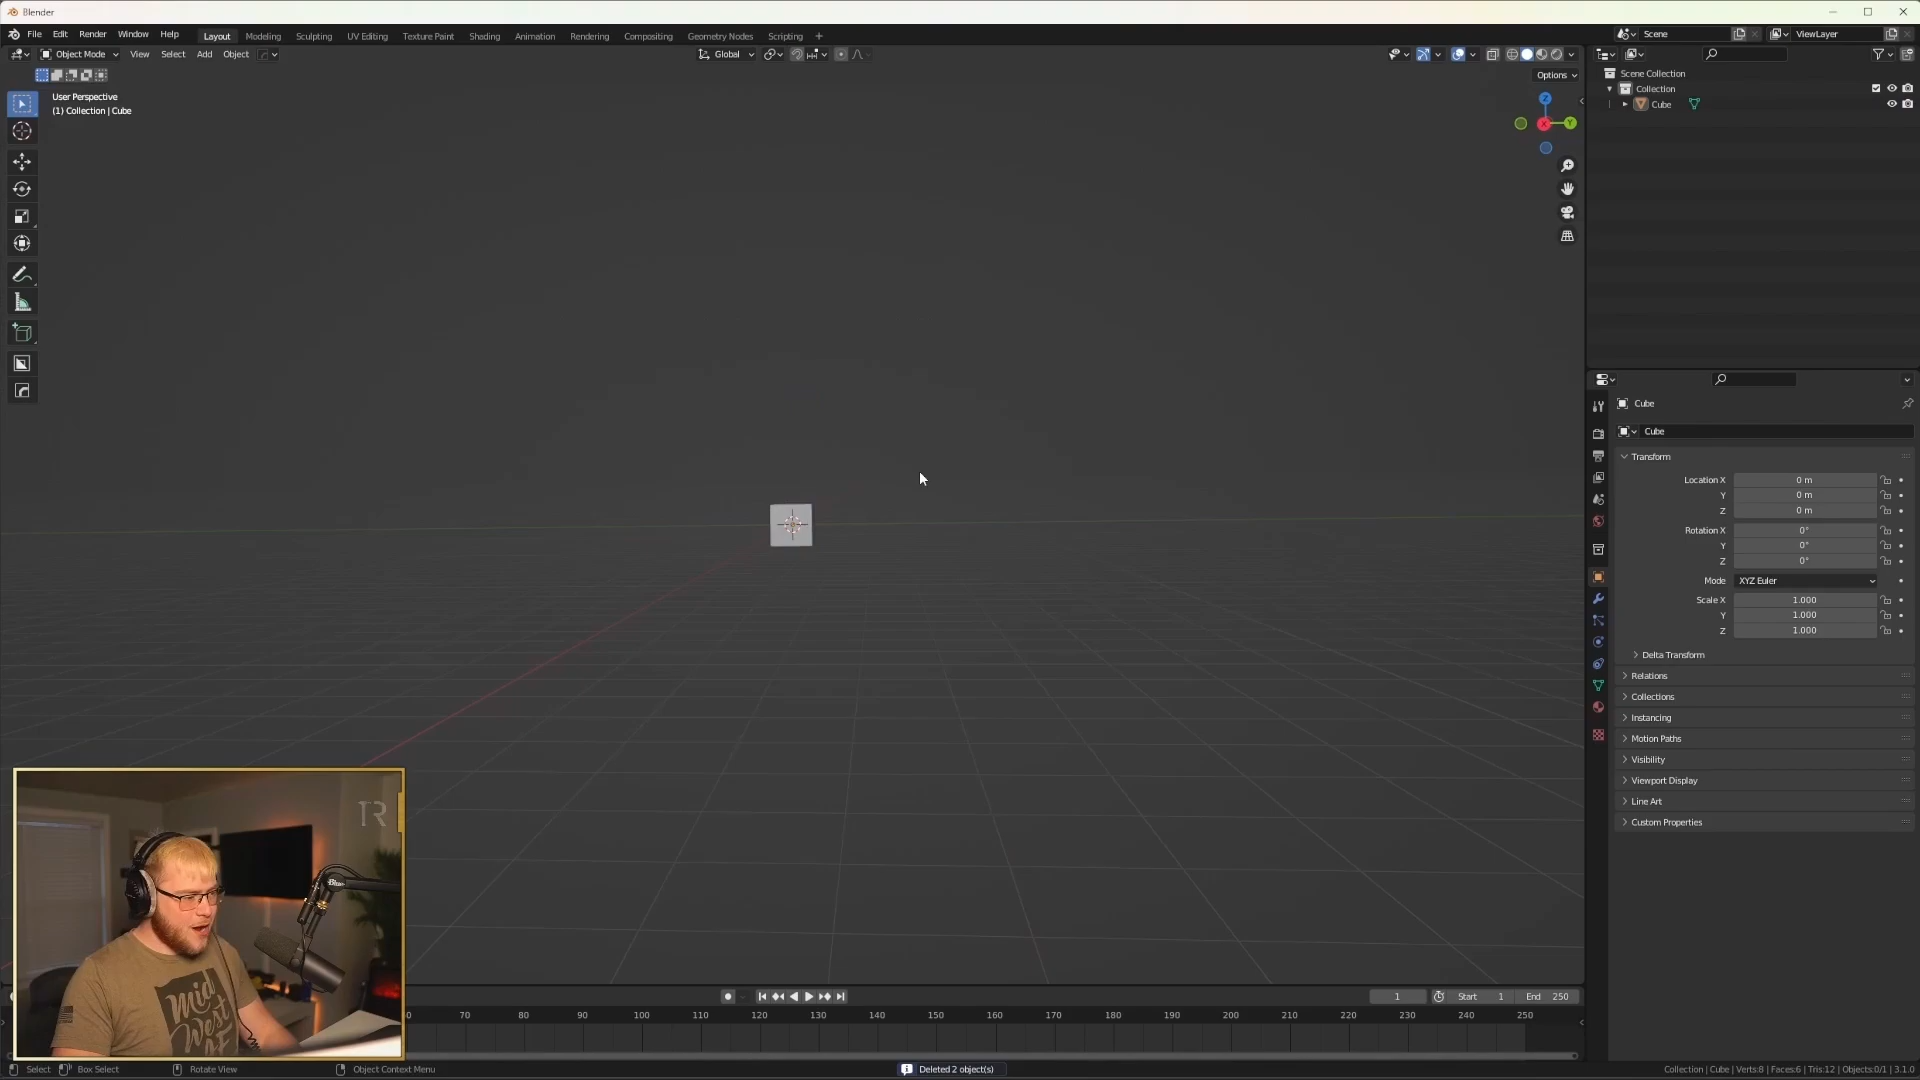 Blender
File Edit Render Window Help Layout Modeling Sculpting UV Editing Texture Paint Shading Animation Rendering Compositing Geometry Nodes Scripting + Scene ViewLayer
Object Mode View Select Add Object Global
Options
User Perspective
(1) Collection | Cube
Z
X
Y
Scene Collection
Collection
Cube
Cube
Cube
Transform
Location X 0 m
Y 0 m
Z 0 m
Rotation X 0°
Y 0°
Z 0°
Mode XYZ Euler
Scale X 1.000
Y 1.000
Z 1.000
Delta Transform
Relations
Collections
Instancing
Motion Paths
Visibility
Viewport Display
Line Art
Custom Properties
TR
Mid
West
1 Start 1 End 250
70 80 90 100 110 120 130 140 150 160 170 180 190 200 210 220 230 240 250
Select Box Select Rotate View Object Context Menu Deleted 2 object(s) Collection | Cube | Verts:8 | Faces:6 | Tris:12 | Objects:0/1 | 3.1.0